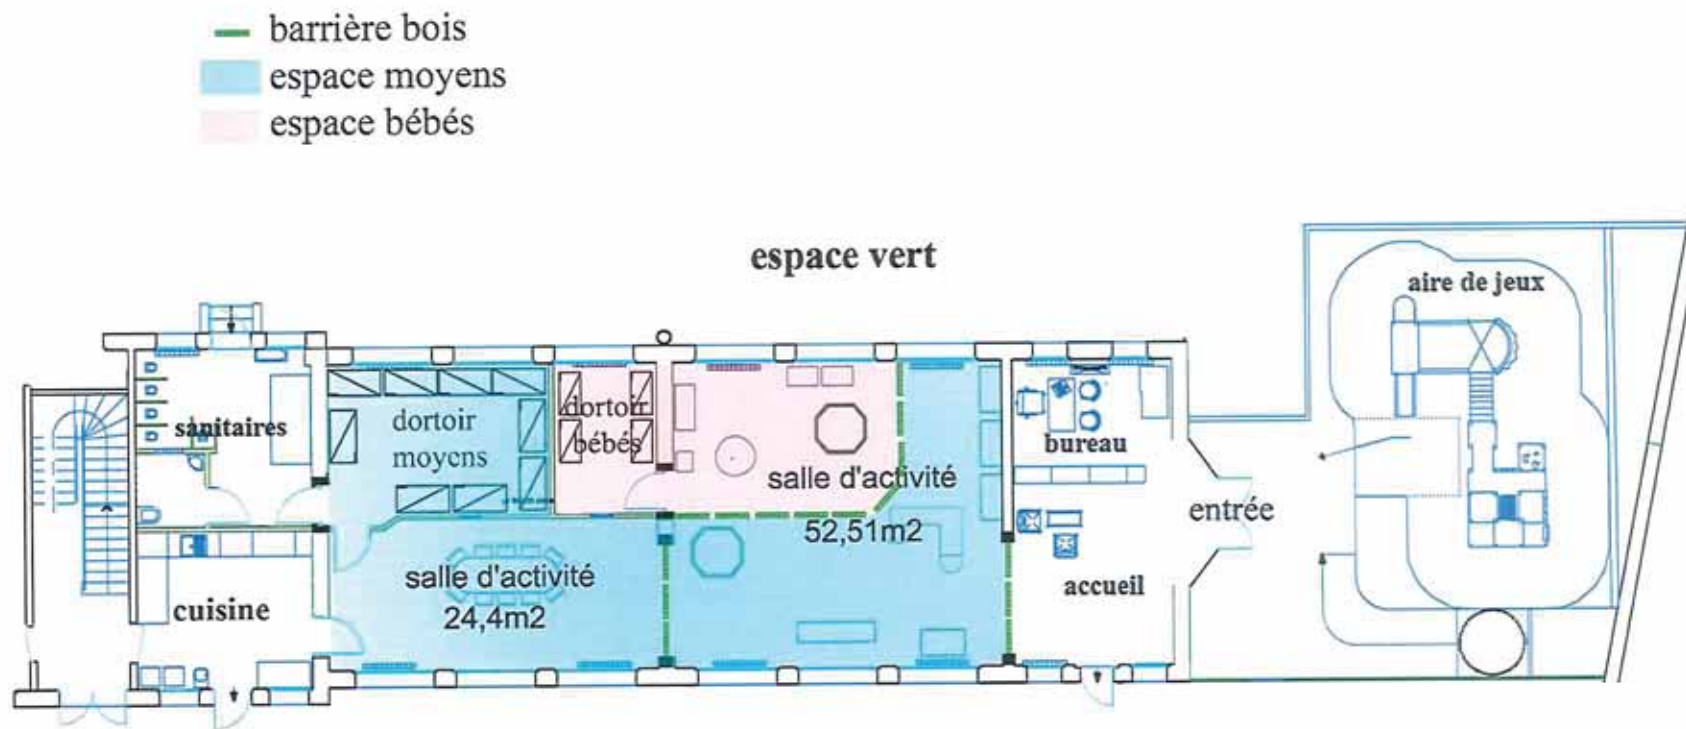 barrière bois
espace moyens
espace bébés
espace vert
aire de jeux
sanitaires
dortoir
moyens
dortoir
bébés
salle d'activité
52,51m2
bureau
entrée
accueil
salle d'activité
24,4m2
cuisine